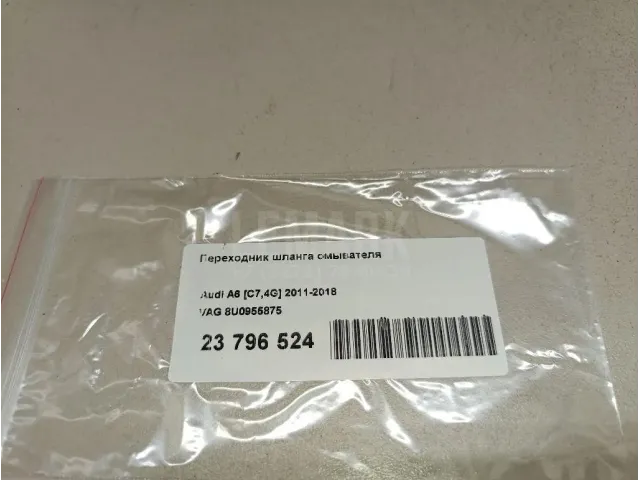 Переходник шланга омывателя
Audi A6 [C7,4G] 2011-2018
VAG 8U0955875
23 796 524